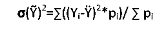 σ(Ỹ)²=∑((Yᵢ-Ÿ)²*pᵢ)/ ∑ pᵢ